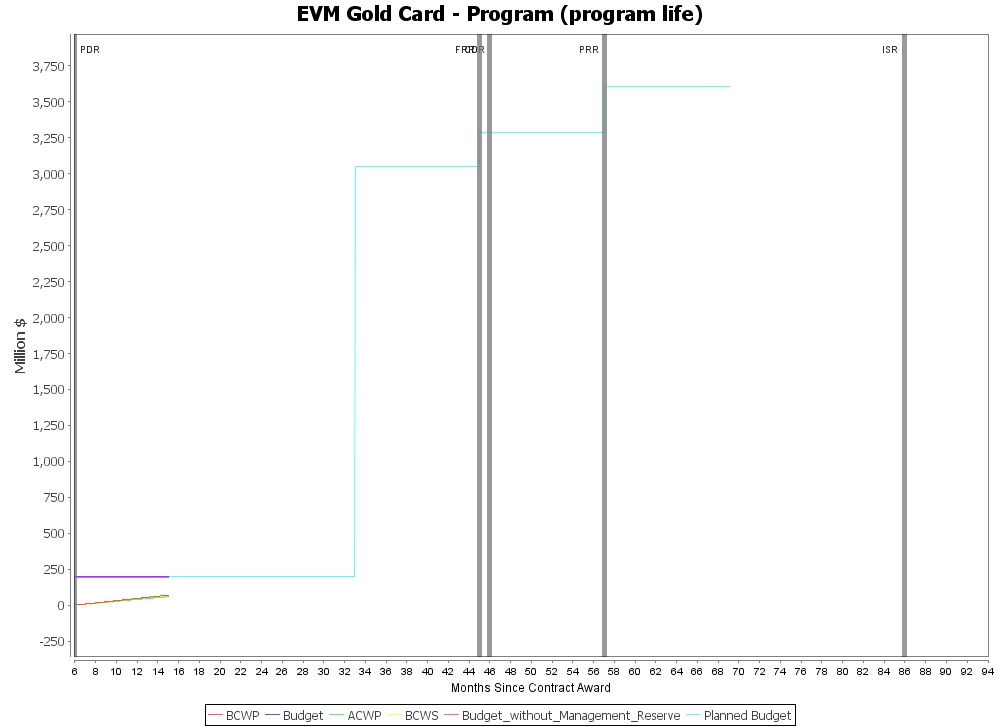 EVM Gold Card - Program (program life)
PDR
PRR
ISR
3,750
3,500
3,250
3,000
2,750
2,500
2,250
2,000
1,750
1,500
1,250
1,000
750
500
250
0
-250
Million $
6 8 10 12 14 16 18 20 22 24 26 28 30 32 34 36 38 40 42 44 46 48 50 52 54 56 58 60 62 64 66 68 70 72 74 76 78 80 82 84 86 88 90 92 94
Months Since Contract Award
BCWP Budget ACWP BCWS Budget_without_Management_Reserve Planned Budget